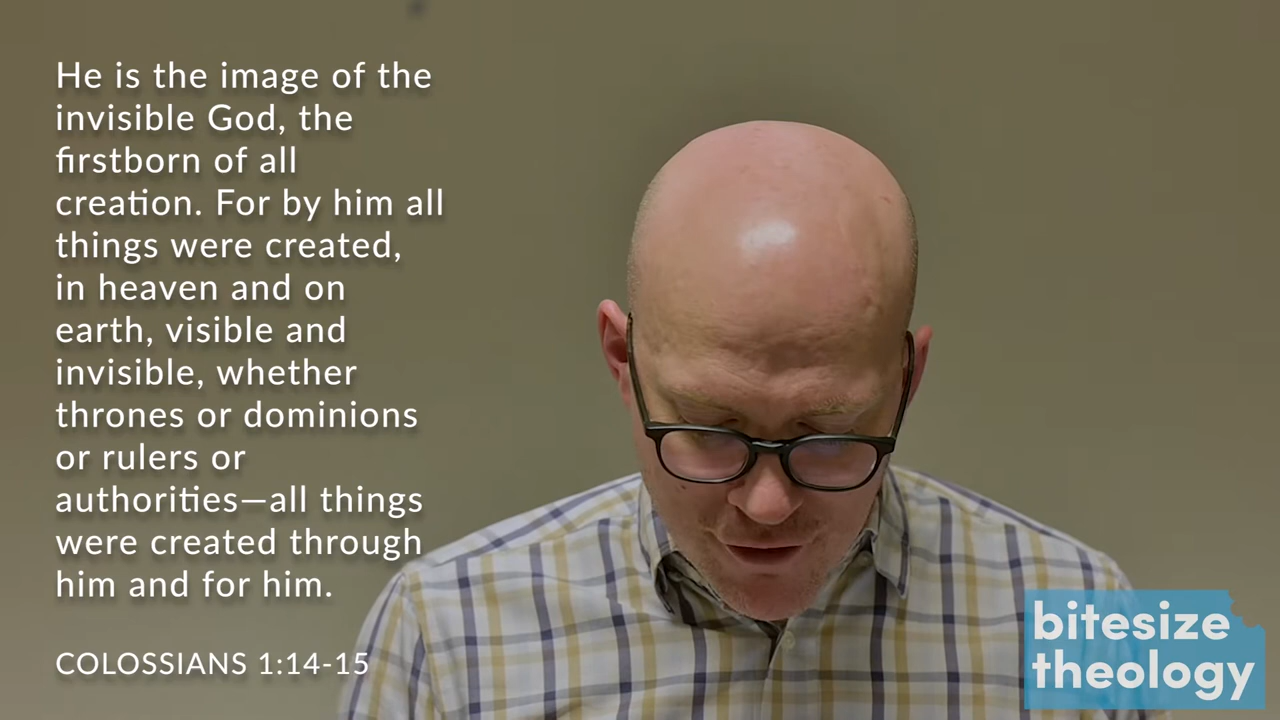 He is the image of the
invisible God, the
firstborn of all
creation. For by him all
things were created,
in heaven and on
earth, visible and
invisible, whether
thrones or dominions
or rulers or
authorities—all things
were created through
him and for him.
COLOSSIANS 1:14-15
bitesize
theology